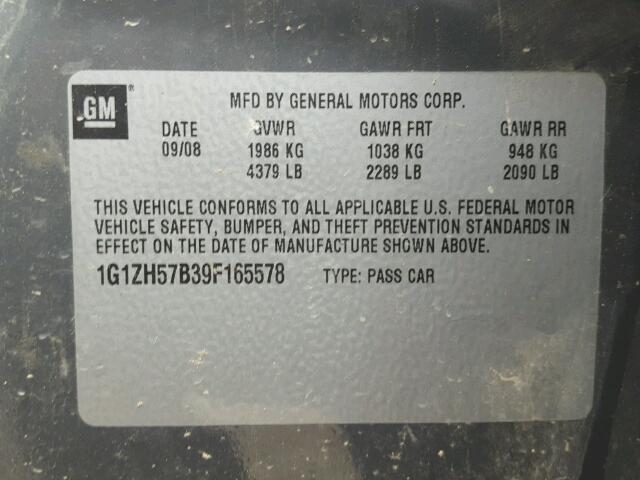 GM ®
MFD BY GENERAL MOTORS CORP.
DATE GVWR GAWR FRT GAWR RR
09/08 1986 KG 1038 KG 948 KG
4379 LB 2289 LB 2090 LB
THIS VEHICLE CONFORMS TO ALL APPLICABLE U.S. FEDERAL MOTOR
VEHICLE SAFETY, BUMPER, AND THEFT PREVENTION STANDARDS IN
EFFECT ON THE DATE OF MANUFACTURE SHOWN ABOVE.
1G1ZH57B39F165578 TYPE: PASS CAR